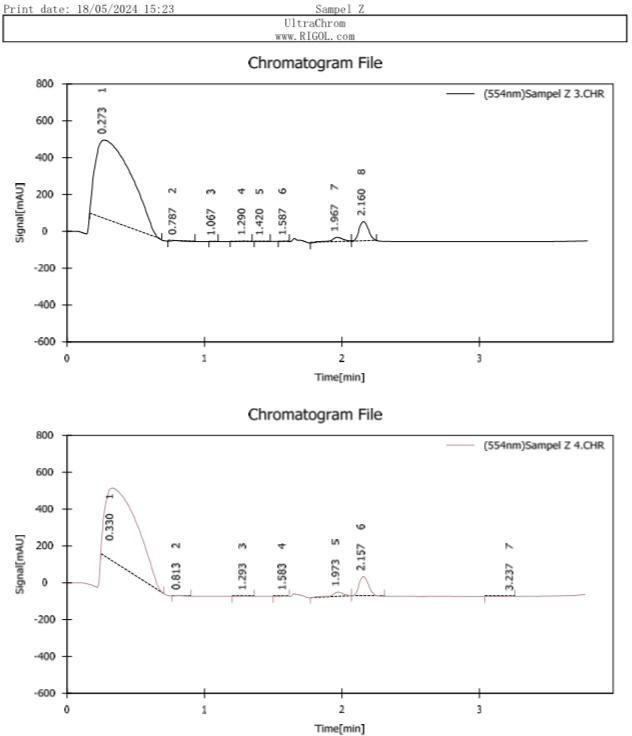 Print date: 18/05/2024 15:23 Sampel Z
UltraChrom
www.RIGOL.com
Chromatogram File
(554nm)Sampel Z 3.CHR
Signal[mAU]
800
600
400
200
0
-200
-400
-600
0.273 1
0.787 2
1.067 3
1.290 4
1.420 5
1.587 6
1.967 7
2.160 8
0 1 2 3
Time[min]
Chromatogram File
(554nm)Sampel Z 4.CHR
Signal[mAU]
800
600
400
200
0
-200
-400
-600
0.330 1
0.813 2
1.293 3
1.583 4
1.973 5
2.157 6
3.237 7
0 1 2 3
Time[min]